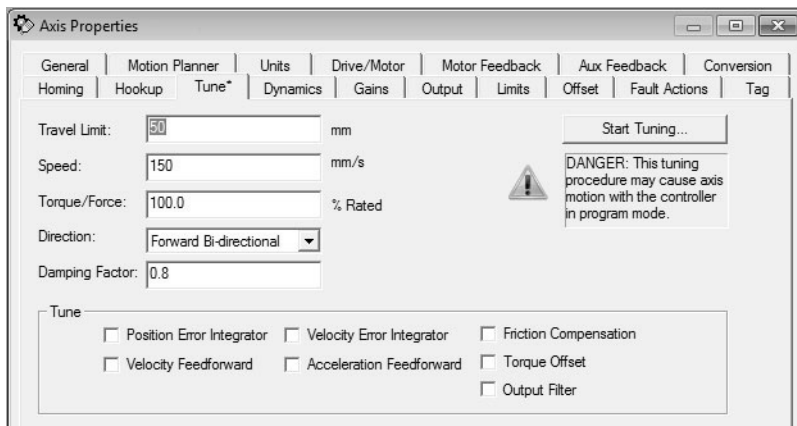 Axis Properties
General Motion Planner Units Drive/Motor Motor Feedback Aux Feedback Conversion
Homing Hookup Tune* Dynamics Gains Output Limits Offset Fault Actions Tag
Travel Limit: 50 mm
Start Tuning...
Speed: 150 mm/s
DANGER: This tuning
procedure may cause axis
motion with the controller
in program mode.
Torque/Force: 100.0 % Rated
Direction: Forward Bi-directional
Damping Factor: 0.8
Tune
Position Error Integrator Velocity Error Integrator Friction Compensation
Velocity Feedforward Acceleration Feedforward Torque Offset
Output Filter